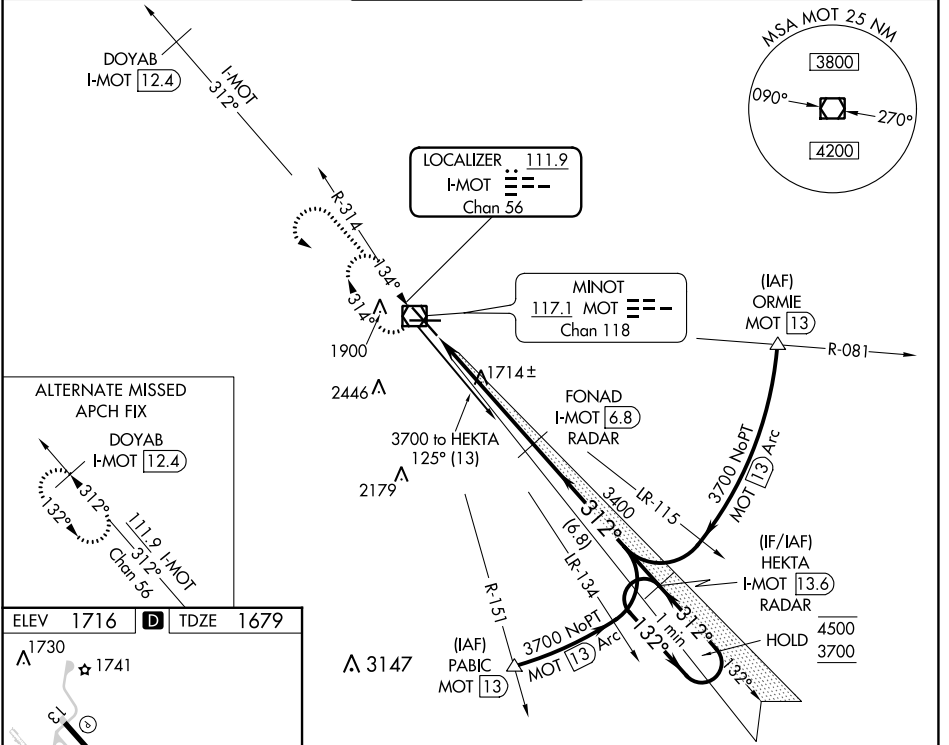 DOYAB
I-MOT 12.4
I-MOT
312°
MSA MOT 25 NM
3800
090°
270°
4200
LOCALIZER 111.9
I-MOT
Chan 56
R-314
134°
314°
MINOT
117.1 MOT
Chan 118
(IAF)
ORMIE
MOT 13
R-081
1900
1714±
2446
FONAD
I-MOT 6.8
RADAR
3700 to HEKTA
125° (13)
2179
3700 NoPT
MOT 13 Arc
LR-115
3400
312°
(6.8)
LR-134
R-151
(IF/IAF)
HEKTA
I-MOT 13.6
RADAR
HOLD
4500
3700
1 min
312°
132°
132°
3700 NoPT
MOT 13 Arc
(IAF)
PABIC
MOT 13
3147
ALTERNATE MISSED
APCH FIX
DOYAB
I-MOT 12.4
312°
132°
111.9 I-MOT
312°
Chan 56
ELEV 1716 D TDZE 1679
1730
1741
13
P